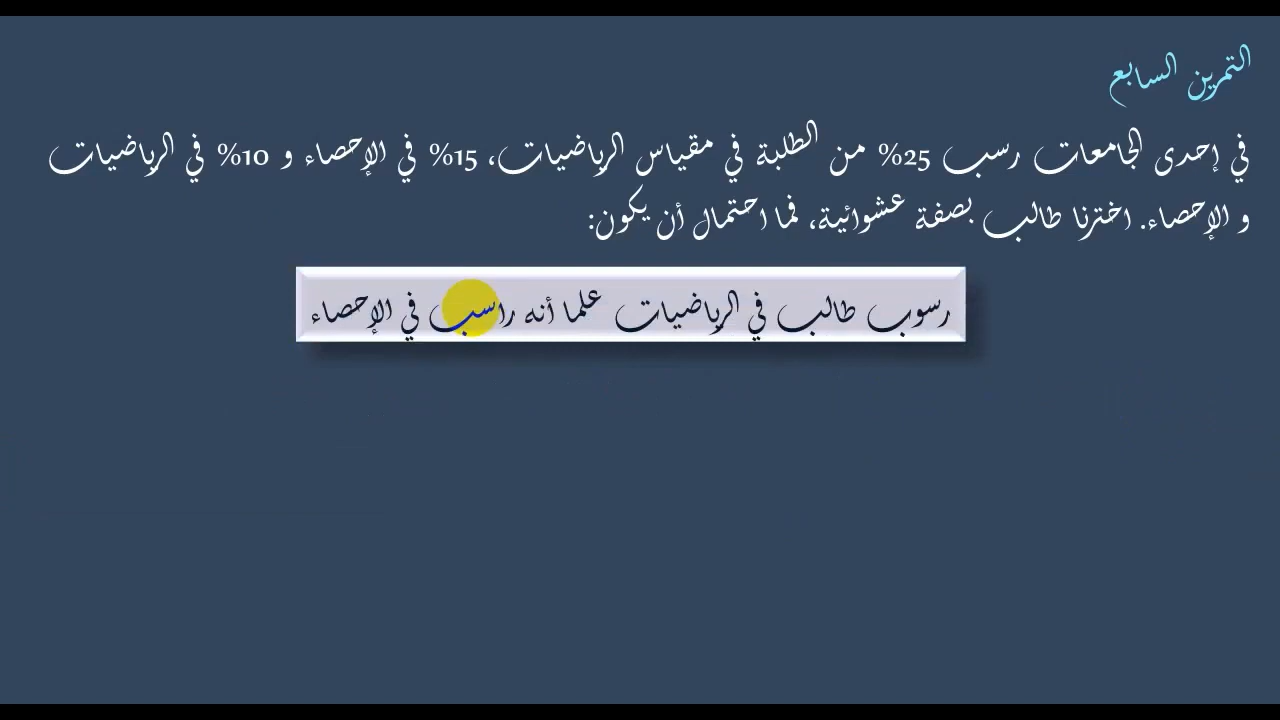 التمرين السابع
في إحدى الجامعات رسب 25% من الطلبة في مقياس الرياضيات، 15% في الإحصاء و 10% في الرياضيات
و الإحصاء. اخترنا طالب بصفة عشوائية، فما احتمال أن يكون:
رسوب طالب في الرياضيات علما أنه راسب في الإحصاء